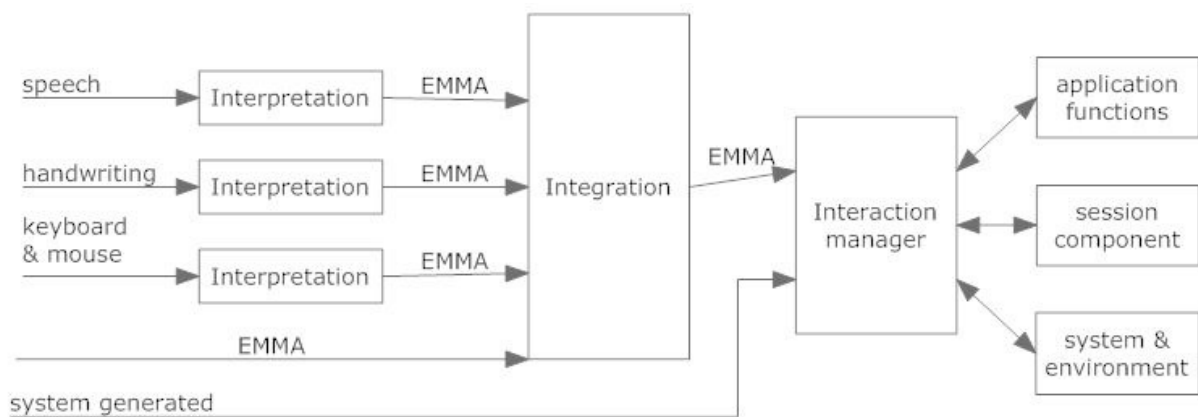 speech
Interpretation
EMMA
handwriting
Interpretation
EMMA
keyboard
& mouse
Interpretation
EMMA
EMMA
system generated
Integration
EMMA
Interaction
manager
application
functions
session
component
system &
environment